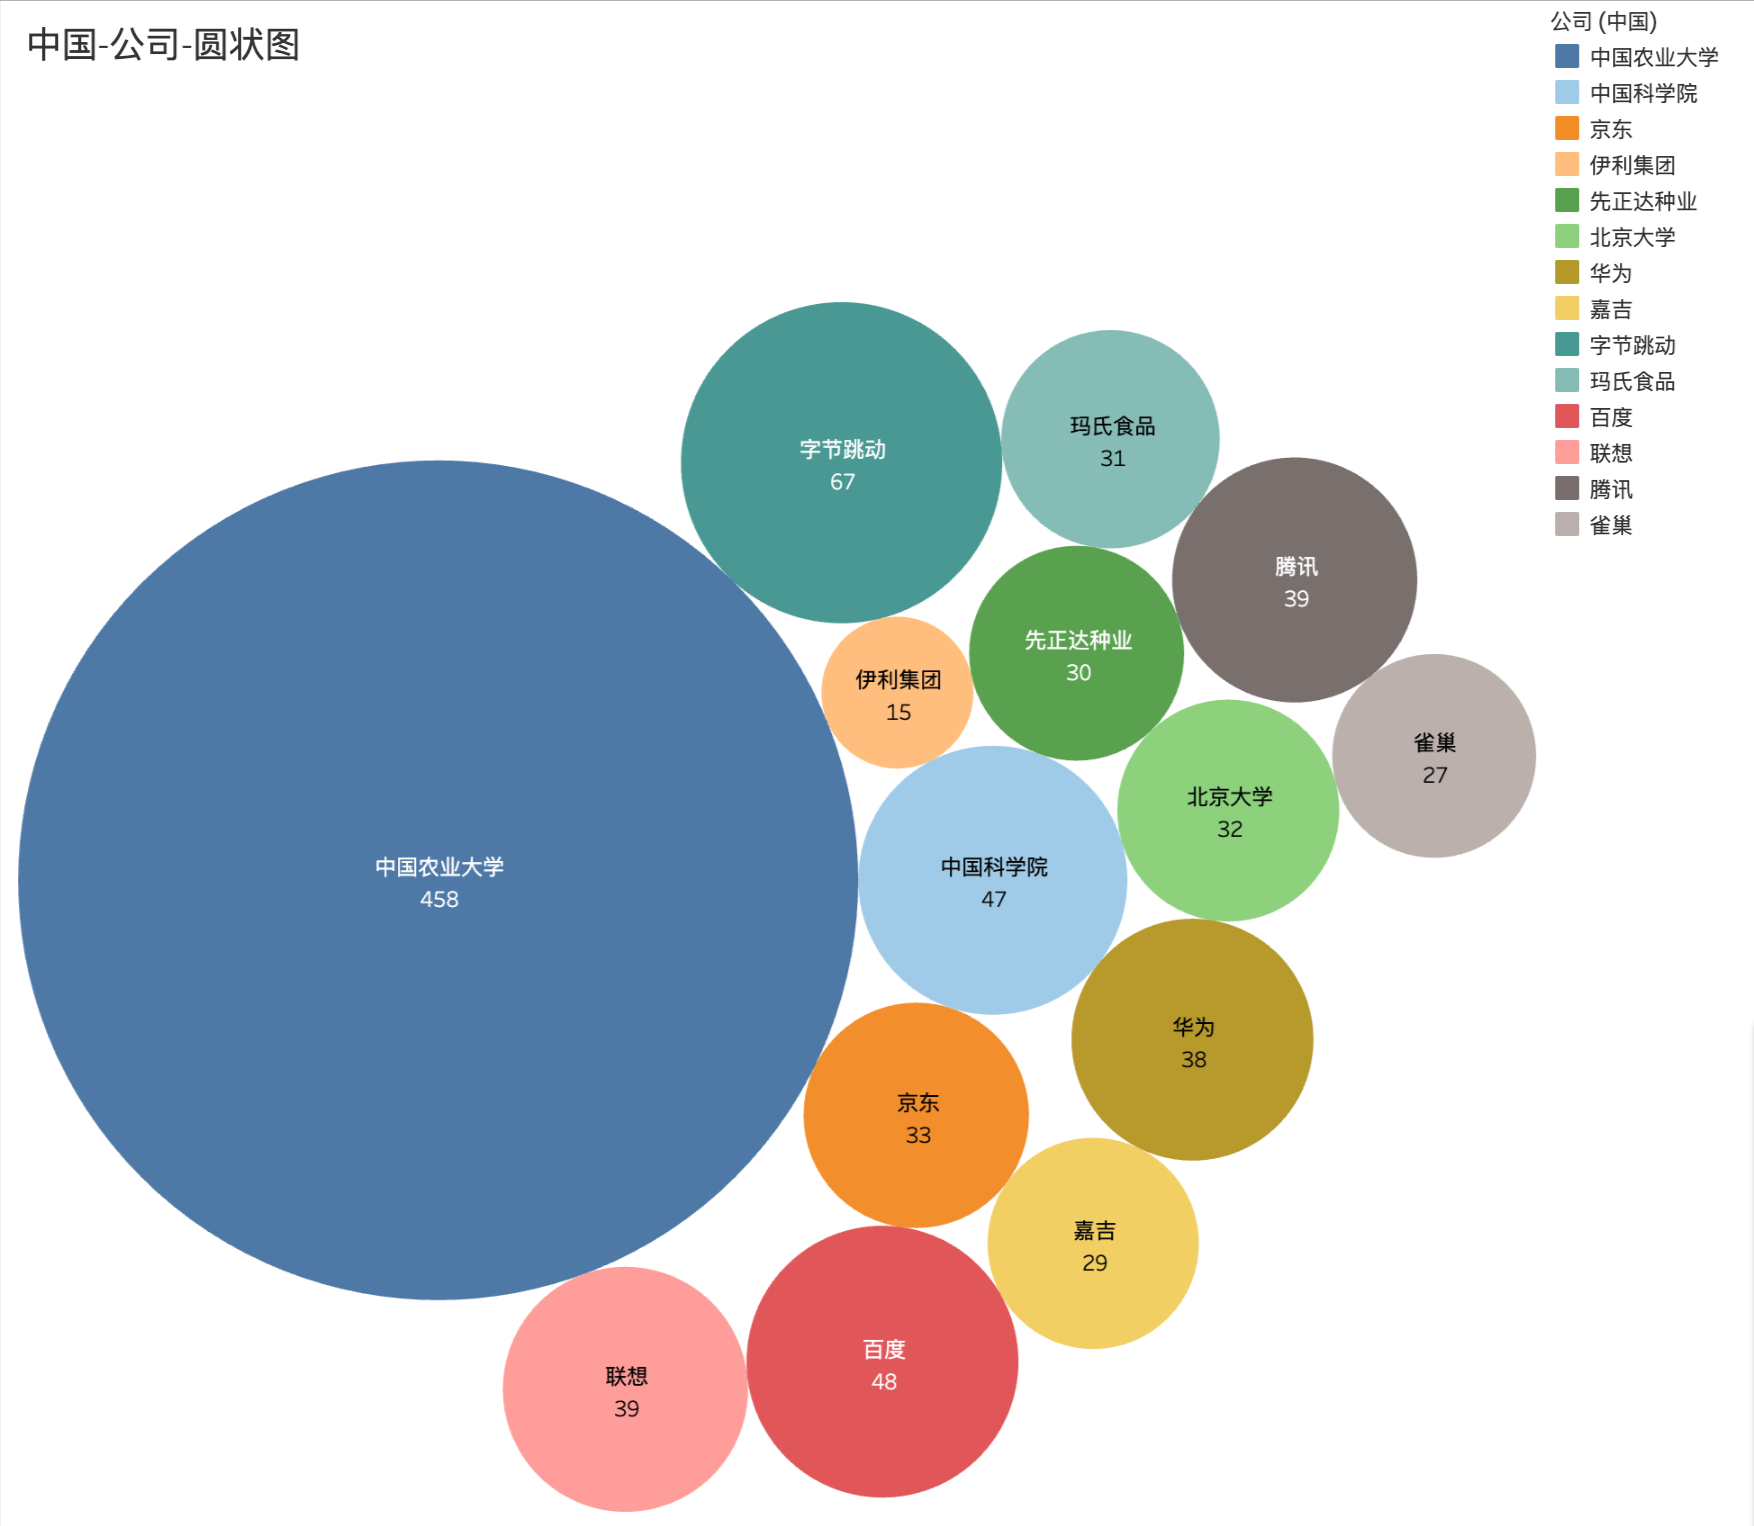 中国-公司-圆状图
公司 (中国)
中国农业大学
中国科学院
京东
伊利集团
先正达种业
北京大学
华为
嘉吉
字节跳动
玛氏食品
百度
联想
腾讯
雀巢
字节跳动
67
玛氏食品
31
腾讯
39
先正达种业
30
伊利集团
15
雀巢
27
北京大学
32
中国农业大学
458
中国科学院
47
华为
38
京东
33
嘉吉
29
百度
48
联想
39